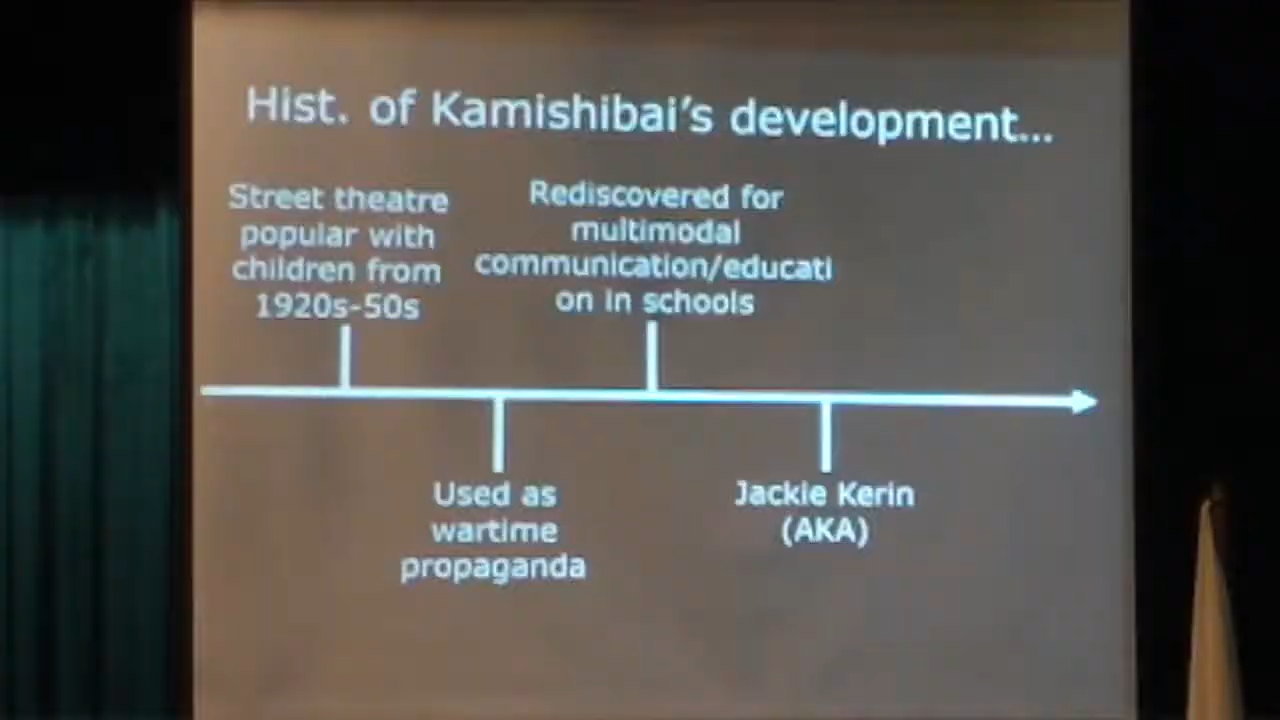 Hist. of Kamishibai's development...
Street theatre
popular with
children from
1920s-50s
Rediscovered for
multimodal
communication/educati
on in schools
Used as
wartime
propaganda
Jackie Kerin
(AKA)